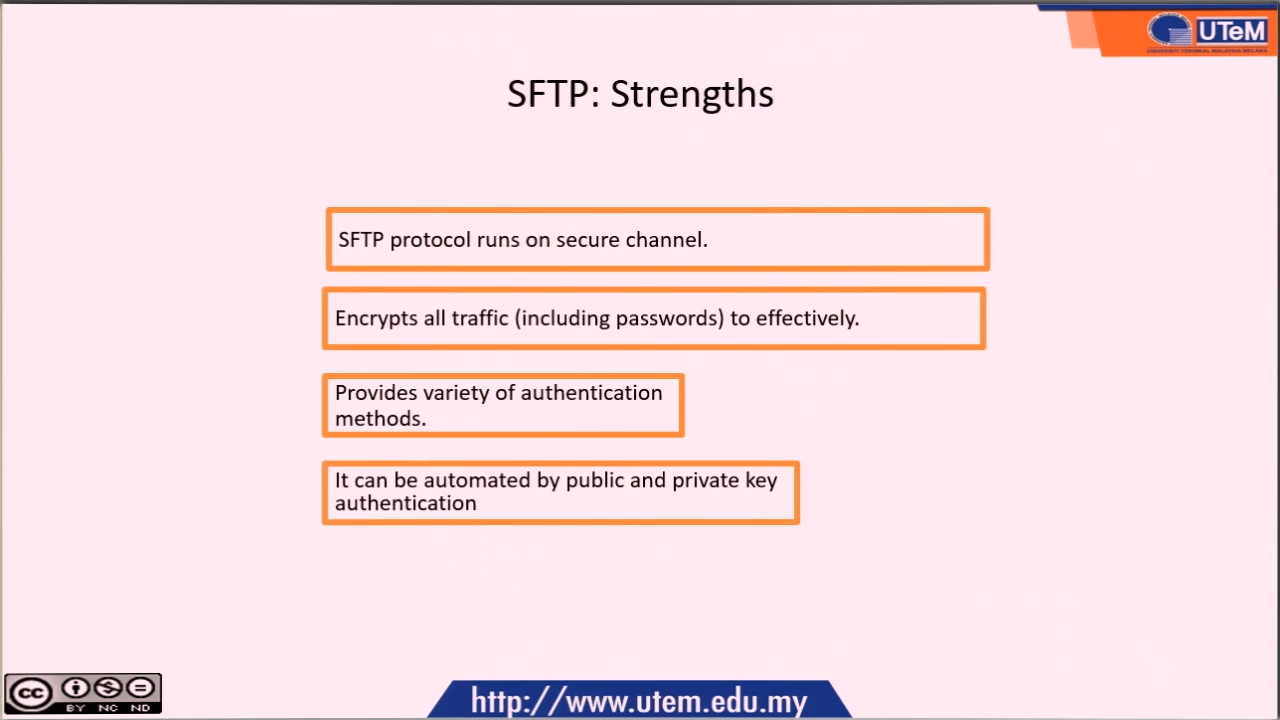 UTeM
UNIVERSITI TEKNIKAL MALAYSIA MELAKA
SFTP: Strengths
SFTP protocol runs on secure channel.
Encrypts all traffic (including passwords) to effectively.
Provides variety of authentication
methods.
It can be automated by public and private key
authentication
cc
BY NC ND
http://www.utem.edu.my